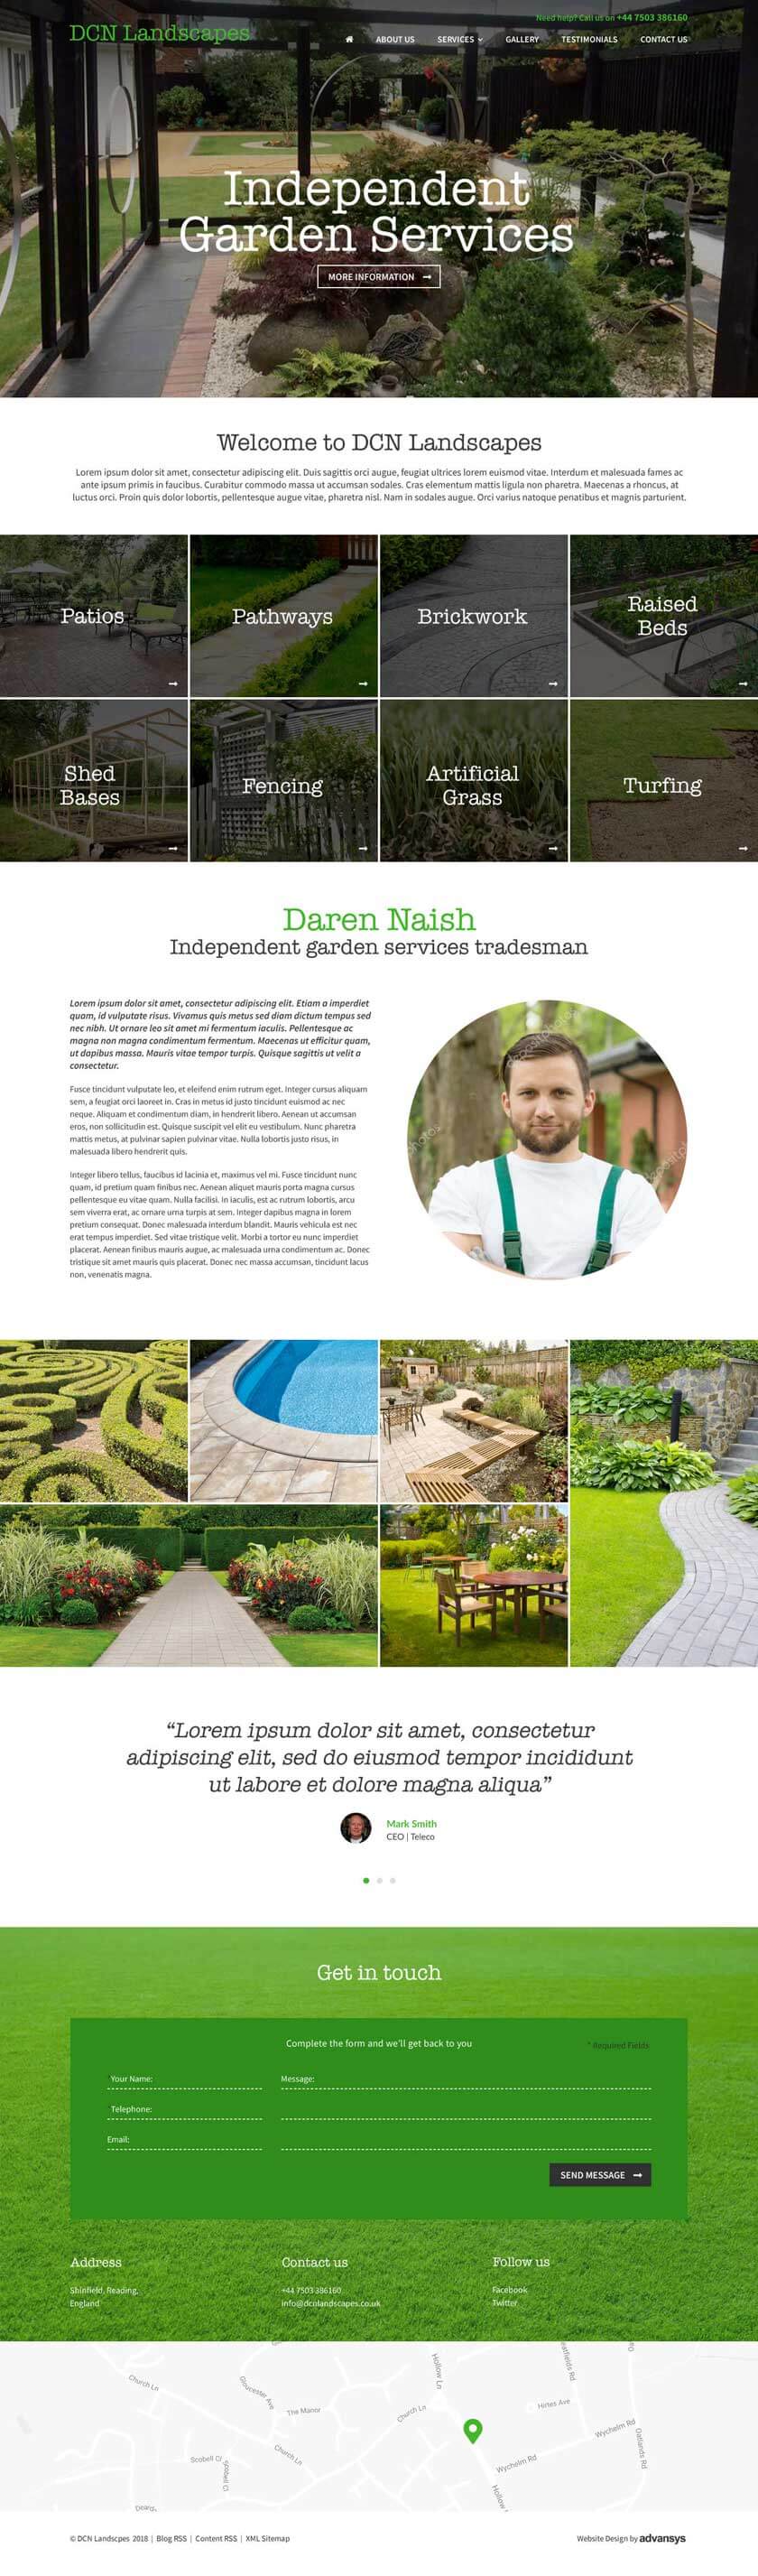 Need help? Call us on +44 7503 386160
DCN Landscapes
ABOUT US
SERVICES
GALLERY
TESTIMONIALS
CONTACT US
Independent
Garden Services
MORE INFORMATION
Welcome to DCN Landscapes
Lorem ipsum dolor sit amet, consectetur adipiscing elit. Duis sagittis orci augue, feugiat ultrices lorem euismod vitae. Interdum et malesuada fames ac
ante ipsum primis in faucibus. Curabitur commodo massa ut accumsan sodales. Cras elementum mattis ligula non pharetra. Maecenas a rhoncus, at
luctus orci. Proin quis dolor lobortis, pellentesque augue vitae, pharetra nisl. Nam in sodales augue. Orci varius natoque penatibus et magnis parturient.
Patios
Pathways
Brickwork
Raised
Beds
Shed
Bases
Fencing
Artificial
Grass
Turfing
Daren Naish
Independent garden services tradesman
Lorem ipsum dolor sit amet, consectetur adipiscing elit. Etiam a imperdiet
quam, id vulputate risus. Vivamus quis metus sed diam dictum tempus sed
nec nibh. Ut ornare leo sit amet mi fermentum iaculis. Pellentesque ac
magna non magna condimentum fermentum. Maecenas ut efficitur quam,
ut dapibus massa. Mauris vitae tempor turpis. Quisque sagittis ut velit a
consectetur.
Fusce tincidunt vulputate leo, et eleifend enim rutrum eget. Integer cursus aliquam
sem, a feugiat orci laoreet in. Cras in metus id justo tincidunt euismod ac nec
neque. Aliquam et condimentum diam, in hendrerit libero. Aenean ut accumsan
eros, non sollicitudin est. Quisque suscipit vel elit eu vestibulum. Nunc pharetra
mattis metus, at pulvinar sapien pulvinar vitae. Nulla lobortis justo risus, in
malesuada libero hendrerit quis.
Integer libero tellus, faucibus id lacinia et, maximus vel mi. Fusce tincidunt nunc
quam, id pretium quam finibus nec. Aenean aliquet mauris porta magna cursus
pellentesque eu vitae quam. Nulla facilisi. In iaculis, est ac rutrum lobortis, arcu
sem viverra erat, ac ornare urna turpis at sem. Integer dapibus magna in lorem
pretium consequat. Donec malesuada interdum blandit. Mauris vehicula est nec
erat tempus imperdiet. Sed vitae tristique velit. Morbi a tortor eu nunc imperdiet
placerat. Aenean finibus mauris augue, ac malesuada urna condimentum ac. Donec
tristique sit amet mauris quis placerat. Donec nec massa accumsan, tincidunt lacus
non, venenatis magna.
“Lorem ipsum dolor sit amet, consectetur
adipiscing elit, sed do eiusmod tempor incididunt
ut labore et dolore magna aliqua”
Mark Smith
CEO | Teleco
Get in touch
Complete the form and we'll get back to you
* Required Fields
*Your Name:
Message:
*Telephone:
Email:
SEND MESSAGE
Address
Shinfield, Reading,
England
Contact us
+44 7503 386160
info@dcnlandscapes.co.uk
Follow us
Facebook
Twitter
Church Ln
Gloucester Ave
The Manor
Hollow Ln
Church Ln
eatfields Rd
Hirtes Ave
Wychelm Rd
Oatlands Rd
Scobell Cl
Scobell Cl
Church Ln
Wychelm Rd
Hollow
© DCN Landscpes 2018 | Blog RSS | Content RSS | XML Sitemap
Website Design by advansys